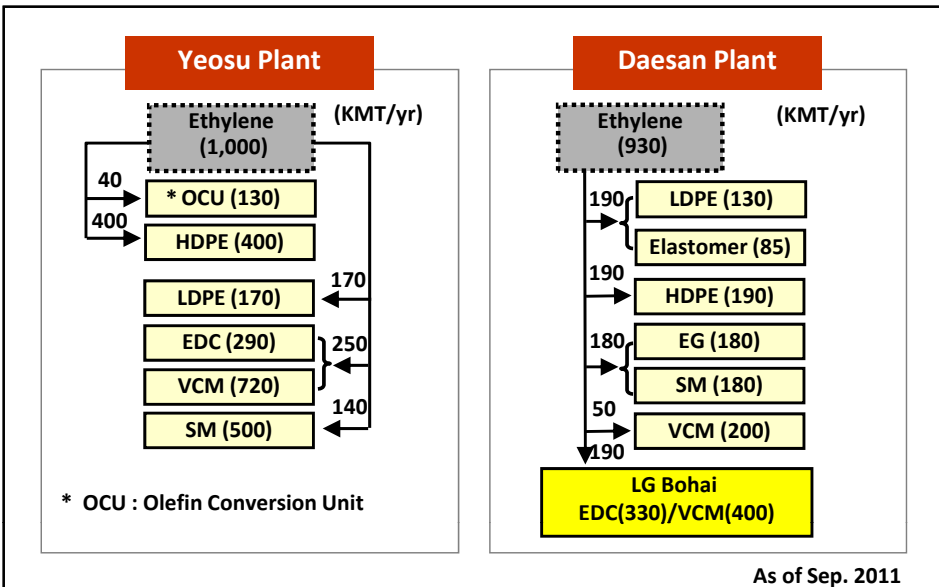 Yeosu Plant
(KMT/yr)
Ethylene
(1,000)
40
* OCU (130)
400
HDPE (400)
170
LDPE (170)
EDC (290)
250
VCM (720)
140
SM (500)
* OCU : Olefin Conversion Unit
Daesan Plant
(KMT/yr)
Ethylene
(930)
190
LDPE (130)
Elastomer (85)
190
HDPE (190)
180
EG (180)
SM (180)
50
VCM (200)
190
LG Bohai
EDC(330)/VCM(400)
As of Sep. 2011